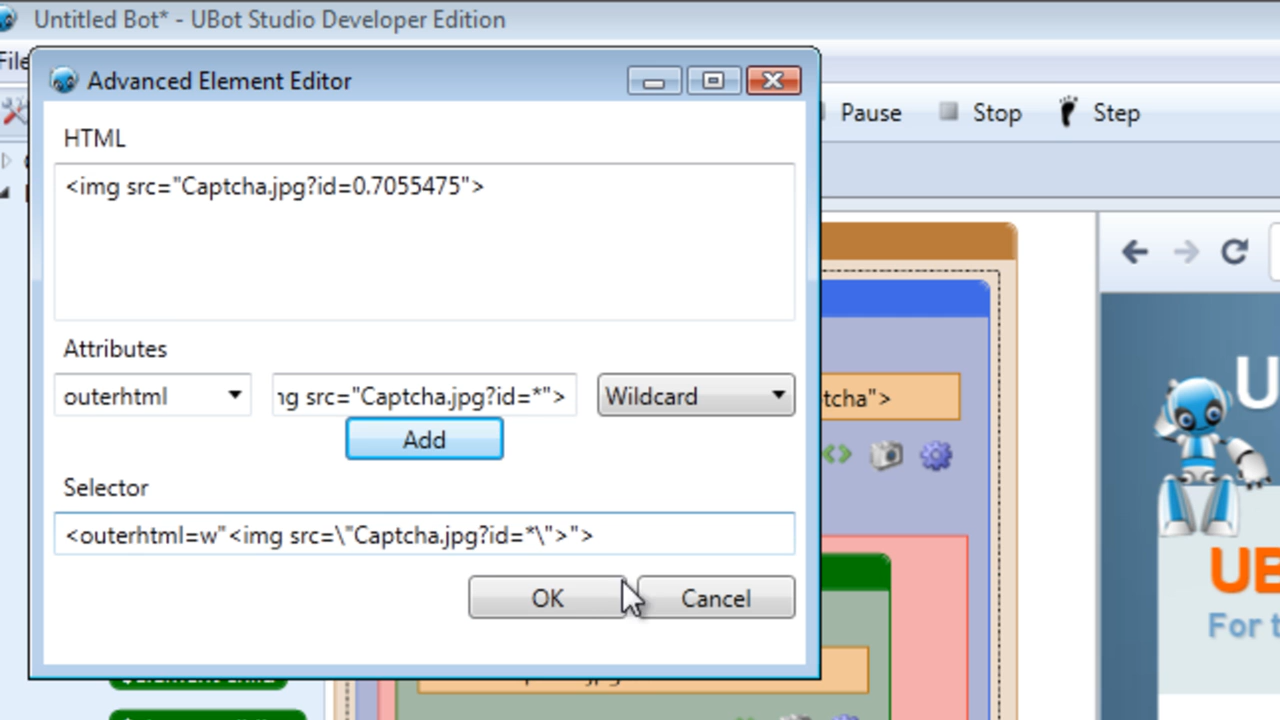 Untitled Bot* - UBot Studio Developer Edition
File
Advanced Element Editor
Pause
Stop
Step
HTML
<img src="Captcha.jpg?id=0.7055475">
Attributes
outerhtml
ng src="Captcha.jpg?id=*">
Wildcard
tcha">
Add
Selector
<outerhtml=w"<img src=\"Captcha.jpg?id=*\">">
OK
Cancel
U
UB
For t